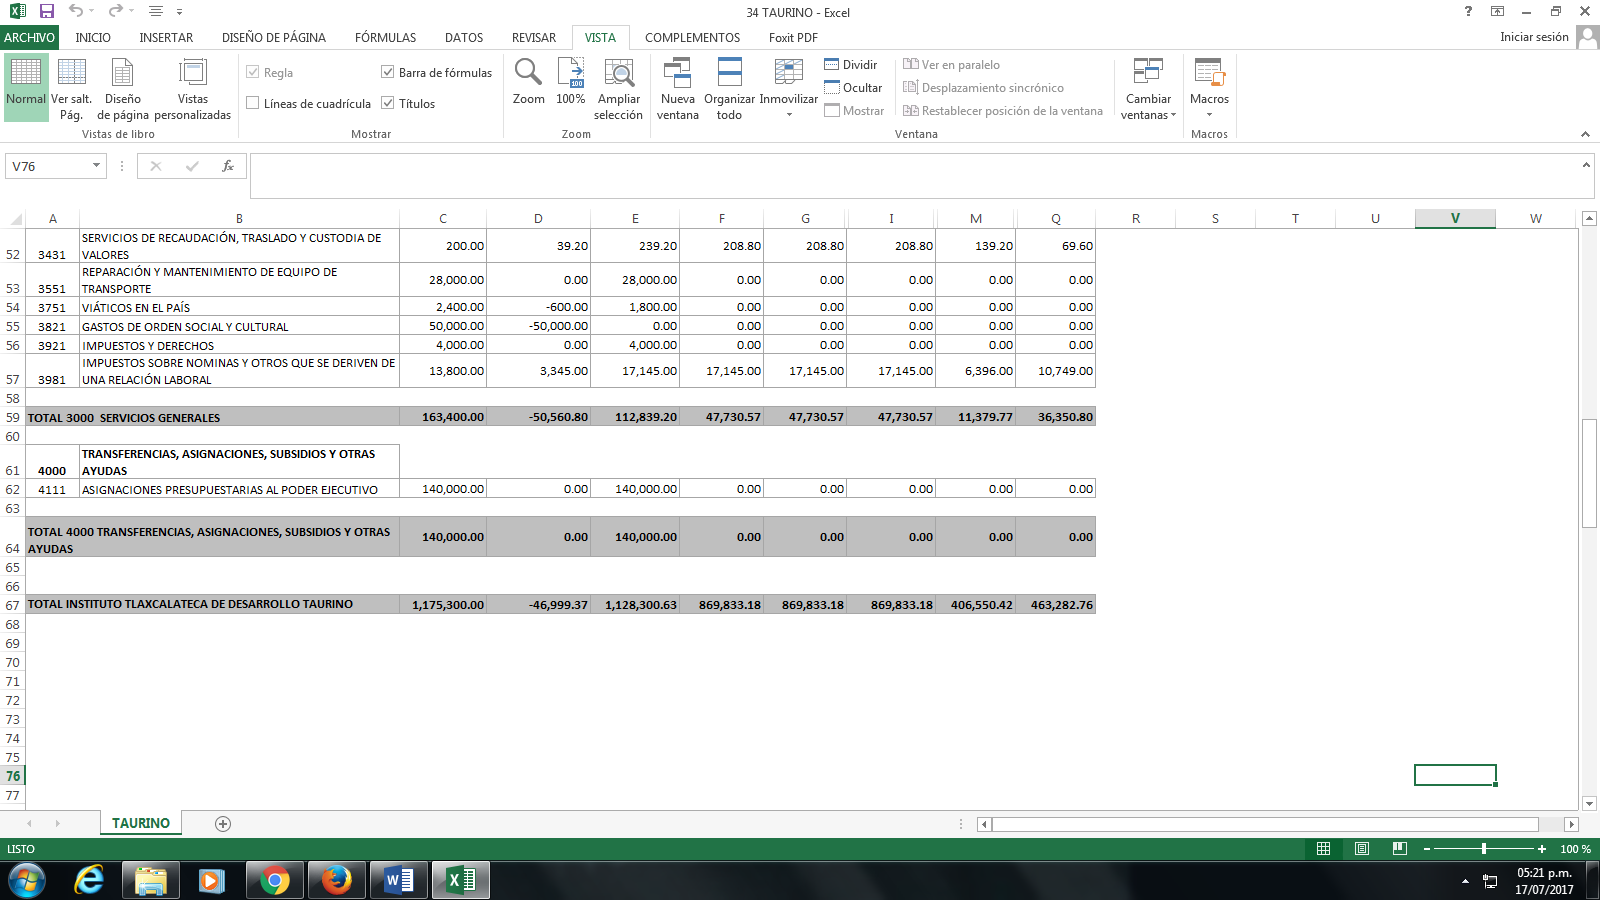 34 TAURINO - Excel
?
ARCHIVO INICIO INSERTAR DISEÑO DE PÁGINA FÓRMULAS DATOS REVISAR VISTA COMPLEMENTOS Foxit PDF Iniciar sesión
Normal Ver salt. Pág. Diseño de página Vistas personalizadas
Vistas de libro
Regla Barra de fórmulas
Líneas de cuadrícula Títulos
Mostrar
Zoom 100% Ampliar selección
Zoom
Nueva ventana Organizar todo Inmovilizar
Dividir
Ocultar
Mostrar
Ver en paralelo
Desplazamiento sincrónico
Restablecer posición de la ventana
Cambiar ventanas
Ventana
Macros
Macros
V76 fx
A B C D E F G I M Q R S T U V W
52 3431 SERVICIOS DE RECAUDACIÓN, TRASLADO Y CUSTODIA DE VALORES 200.00 39.20 239.20 208.80 208.80 208.80 139.20 69.60
53 3551 REPARACIÓN Y MANTENIMIENTO DE EQUIPO DE TRANSPORTE 28,000.00 0.00 28,000.00 0.00 0.00 0.00 0.00 0.00
54 3751 VIÁTICOS EN EL PAÍS 2,400.00 -600.00 1,800.00 0.00 0.00 0.00 0.00 0.00
55 3821 GASTOS DE ORDEN SOCIAL Y CULTURAL 50,000.00 -50,000.00 0.00 0.00 0.00 0.00 0.00 0.00
56 3921 IMPUESTOS Y DERECHOS 4,000.00 0.00 4,000.00 0.00 0.00 0.00 0.00 0.00
57 3981 IMPUESTOS SOBRE NOMINAS Y OTROS QUE SE DERIVEN DE UNA RELACIÓN LABORAL 13,800.00 3,345.00 17,145.00 17,145.00 17,145.00 17,145.00 6,396.00 10,749.00
58
59 TOTAL 3000 SERVICIOS GENERALES 163,400.00 -50,560.80 112,839.20 47,730.57 47,730.57 47,730.57 11,379.77 36,350.80
60
61 4000 TRANSFERENCIAS, ASIGNACIONES, SUBSIDIOS Y OTRAS AYUDAS
62 4111 ASIGNACIONES PRESUPUESTARIAS AL PODER EJECUTIVO 140,000.00 0.00 140,000.00 0.00 0.00 0.00 0.00 0.00
63
64 TOTAL 4000 TRANSFERENCIAS, ASIGNACIONES, SUBSIDIOS Y OTRAS AYUDAS 140,000.00 0.00 140,000.00 0.00 0.00 0.00 0.00 0.00
65
66
67 TOTAL INSTITUTO TLAXCALATECA DE DESARROLLO TAURINO 1,175,300.00 -46,999.37 1,128,300.63 869,833.18 869,833.18 869,833.18 406,550.42 463,282.76
68
69
70
71
72
73
74
75
76
77
TAURINO
LISTO 100 %
05:21 p.m.
17/07/2017